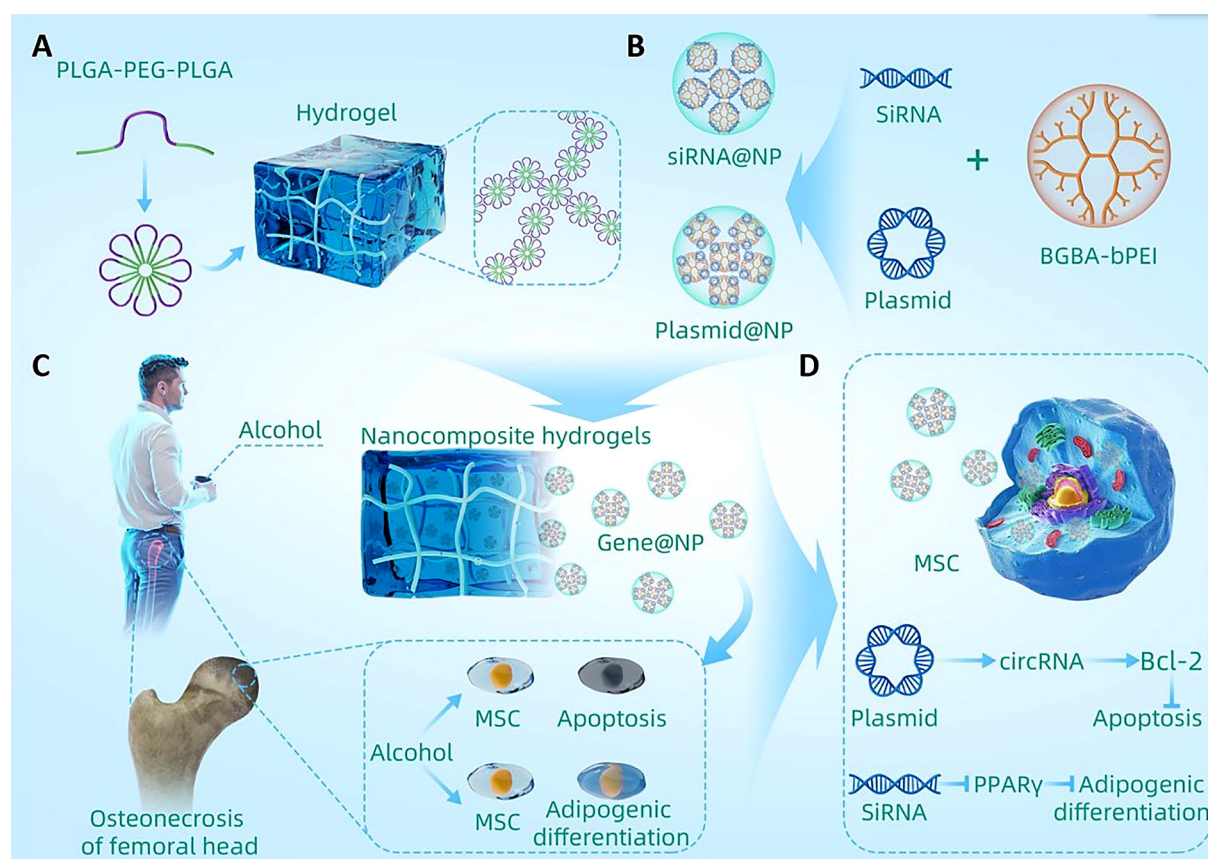 A
PLGA-PEG-PLGA
Hydrogel
B
siRNA@NP
Plasmid@NP
SiRNA
+
Plasmid
BGBA-bPEI
C
Alcohol
Nanocomposite hydrogels
Gene@NP
Osteonecrosis
of femoral head
Alcohol
MSC
Apoptosis
MSC
Adipogenic
differentiation
D
MSC
Plasmid
circRNA
Bcl-2
Apoptosis
SiRNA
PPARγ
Adipogenic
differentiation